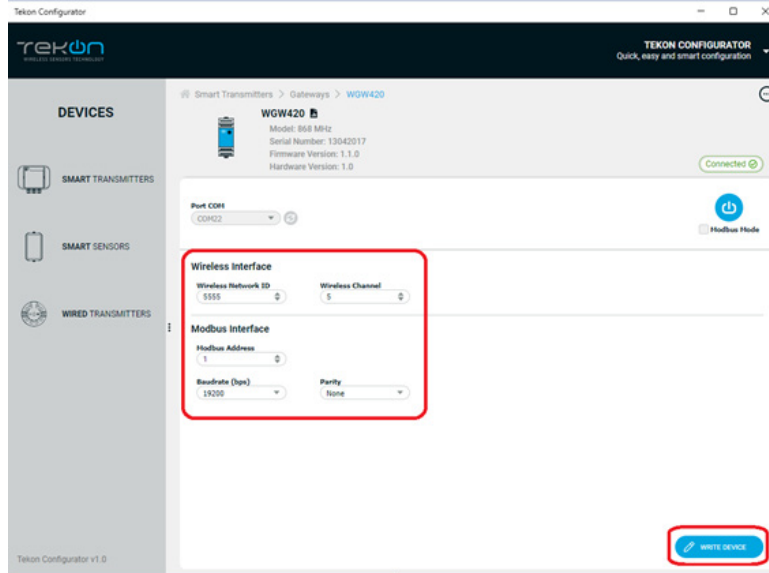 Tekon Configurator
TEKON
WIRELESS SENSORS TECHNOLOGY
TEKON CONFIGURATOR
Quick, easy and smart configuration
DEVICES
SMART TRANSMITTERS
SMART SENSORS
WIRED TRANSMITTERS
Tekon Configurator v1.0
Smart Transmitters > Gateways > WGW420
WGW420
Model: 868 MHz
Serial Number: 13042017
Firmware Version: 1.1.0
Hardware Version: 1.0
Connected
Port COM
COM22
Modbus Mode
Wireless Interface
Wireless Network ID Wireless Channel
5555 5
Modbus Interface
Modbus Address
1
Baudrate (bps) Parity
19200 None
WRITE DEVICE